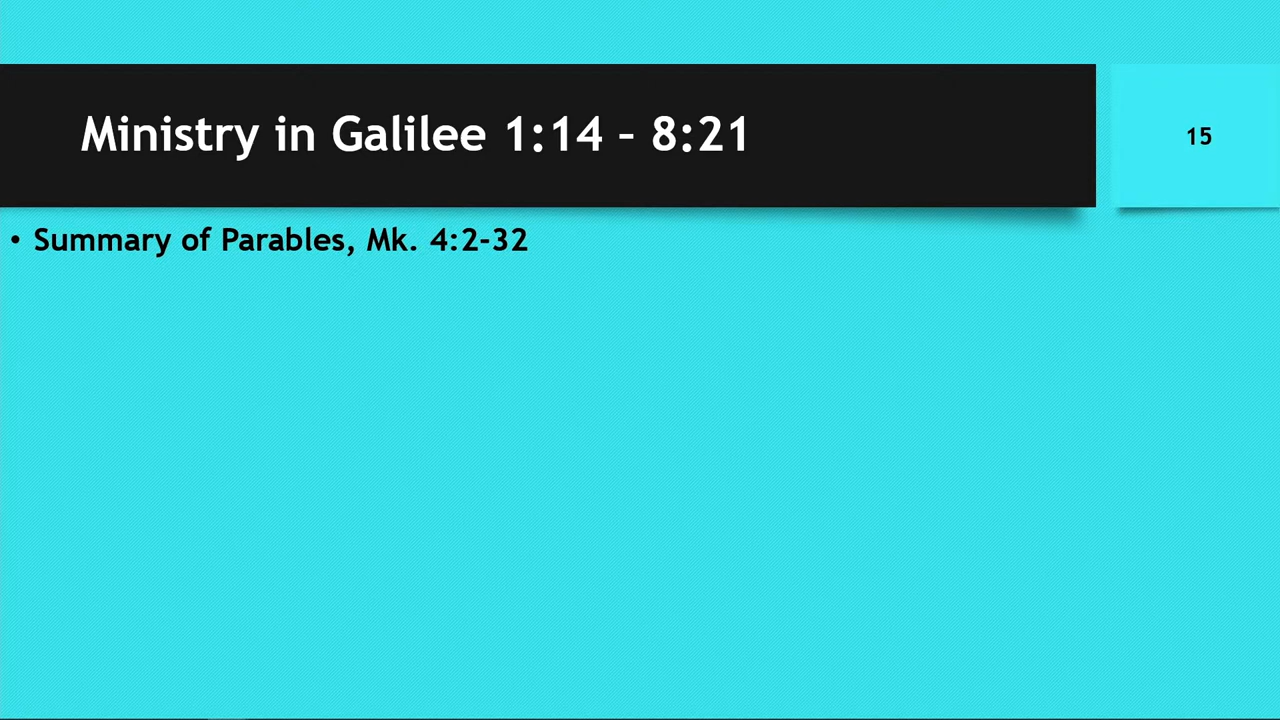 Ministry in Galilee 1:14 – 8:21
15
• Summary of Parables, Mk. 4:2-32